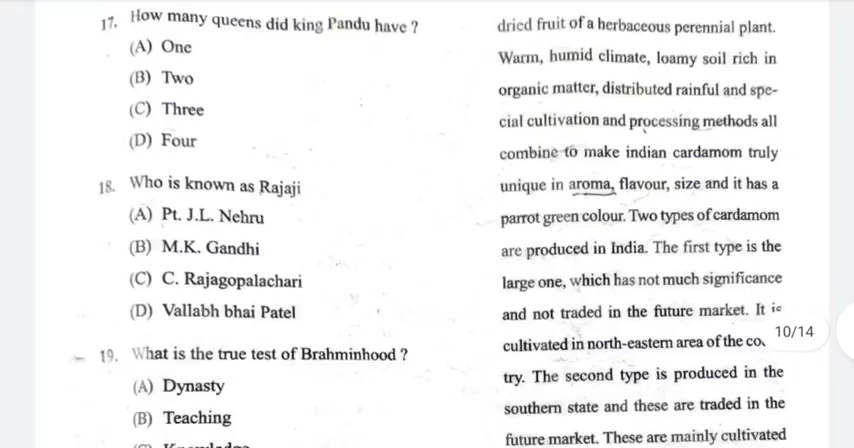 17. How many queens did king Pandu have ?
(A) One
(B) Two
(C) Three
(D) Four
18. Who is known as Rajaji
(A) Pt. J.L. Nehru
(B) M.K. Gandhi
(C) C. Rajagopalachari
(D) Vallabh bhai Patel
19. What is the true test of Brahminhood ?
(A) Dynasty
(B) Teaching
dried fruit of a herbaceous perennial plant.
Warm, humid climate, loamy soil rich in
organic matter, distributed rainful and spe-
cial cultivation and processing methods all
combine to make indian cardamom truly
unique in aroma, flavour, size and it has a
parrot green colour. Two types of cardamom
are produced in India. The first type is the
large one, which has not much significance
and not traded in the future market. It is
cultivated in north-eastern area of the
try. The second type is produced in the
southern state and these are traded in the
future market. These are mainly cultivated
10/14